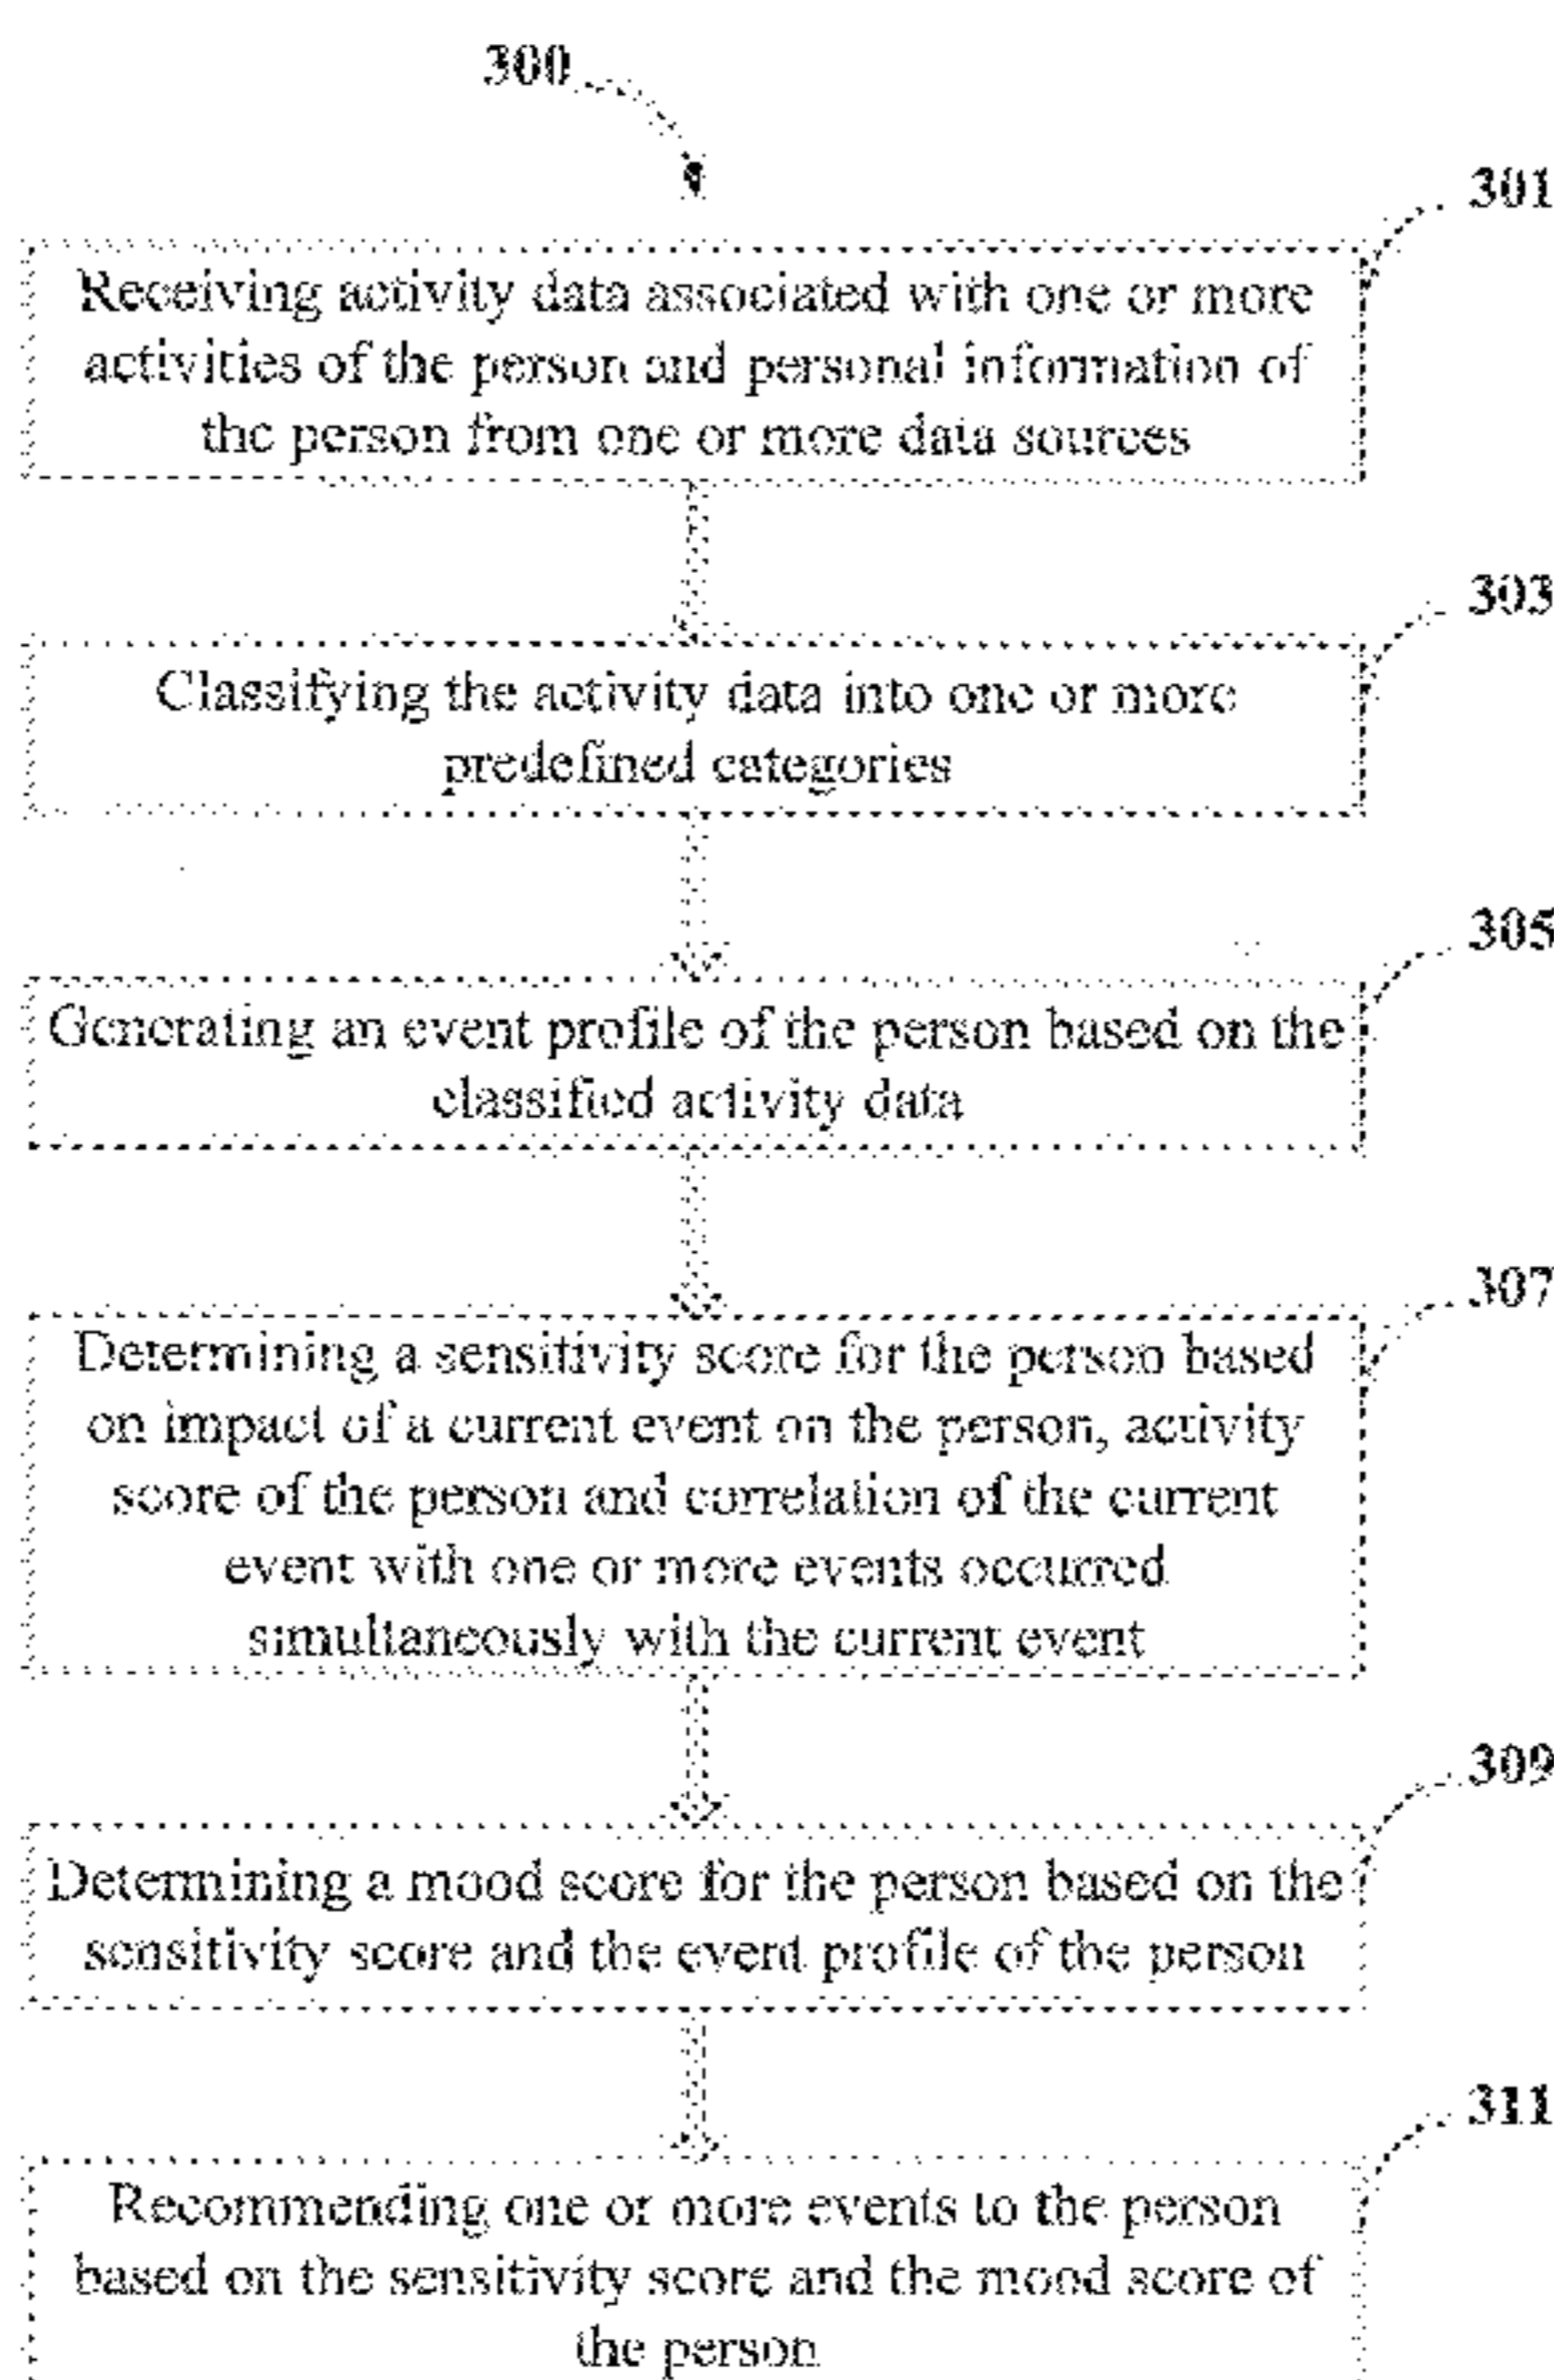 300
301
Receiving activity data associated with one or more
activities of the person and personal information of
the person from one or more data sources
303
Classifying the activity data into one or more
predefined categories
305
Generating an event profile of the person based on the
classified activity data
307
Determining a sensitivity score for the person based
on impact of a current event on the person, activity
score of the person and correlation of the current
event with one or more events occurred
simultaneously with the current event
309
Determining a mood score for the person based on the
sensitivity score and the event profile of the person
311
Recommending one or more events to the person
based on the sensitivity score and the mood score of
the person